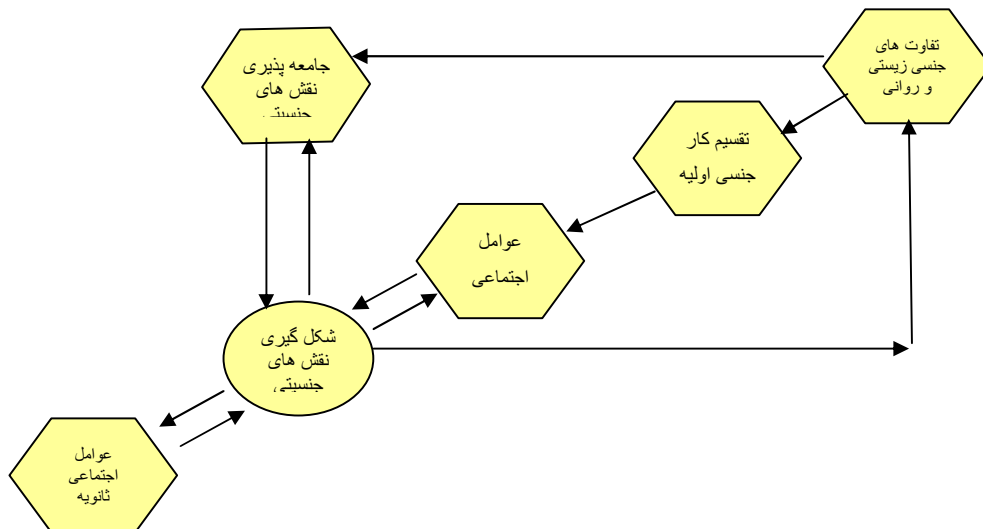 تفاوت های
جنسی زیستی
و روانی
جامعه پذیری
نقش های
جنسیتی
تقسیم کار
جنسی اولیه
عوامل
اجتماعی
شکل گیری
نقش های
جنسیتی
عوامل
اجتماعی
ثانویه